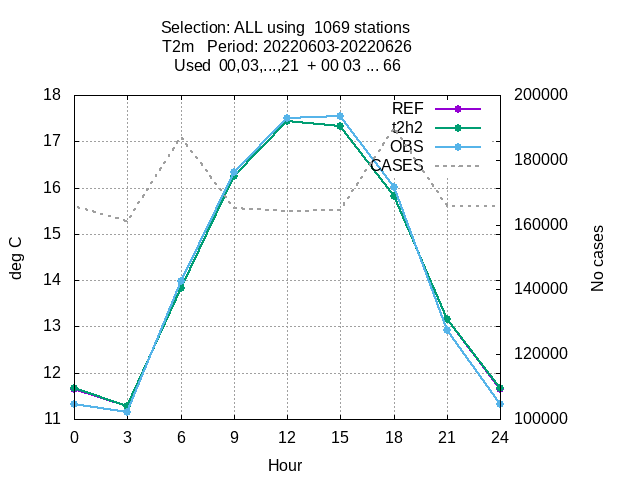 Selection: ALL using  1069 stations
T2m   Period: 20220603-20220626
Used  00,03,...,21  + 00 03 ... 66
18
17
16
15
14
13
12
11
deg C
200000
180000
160000
140000
120000
100000
No cases
REF
t2h2
OBS
CASES
0 3 6 9 12 15 18 21 24
Hour